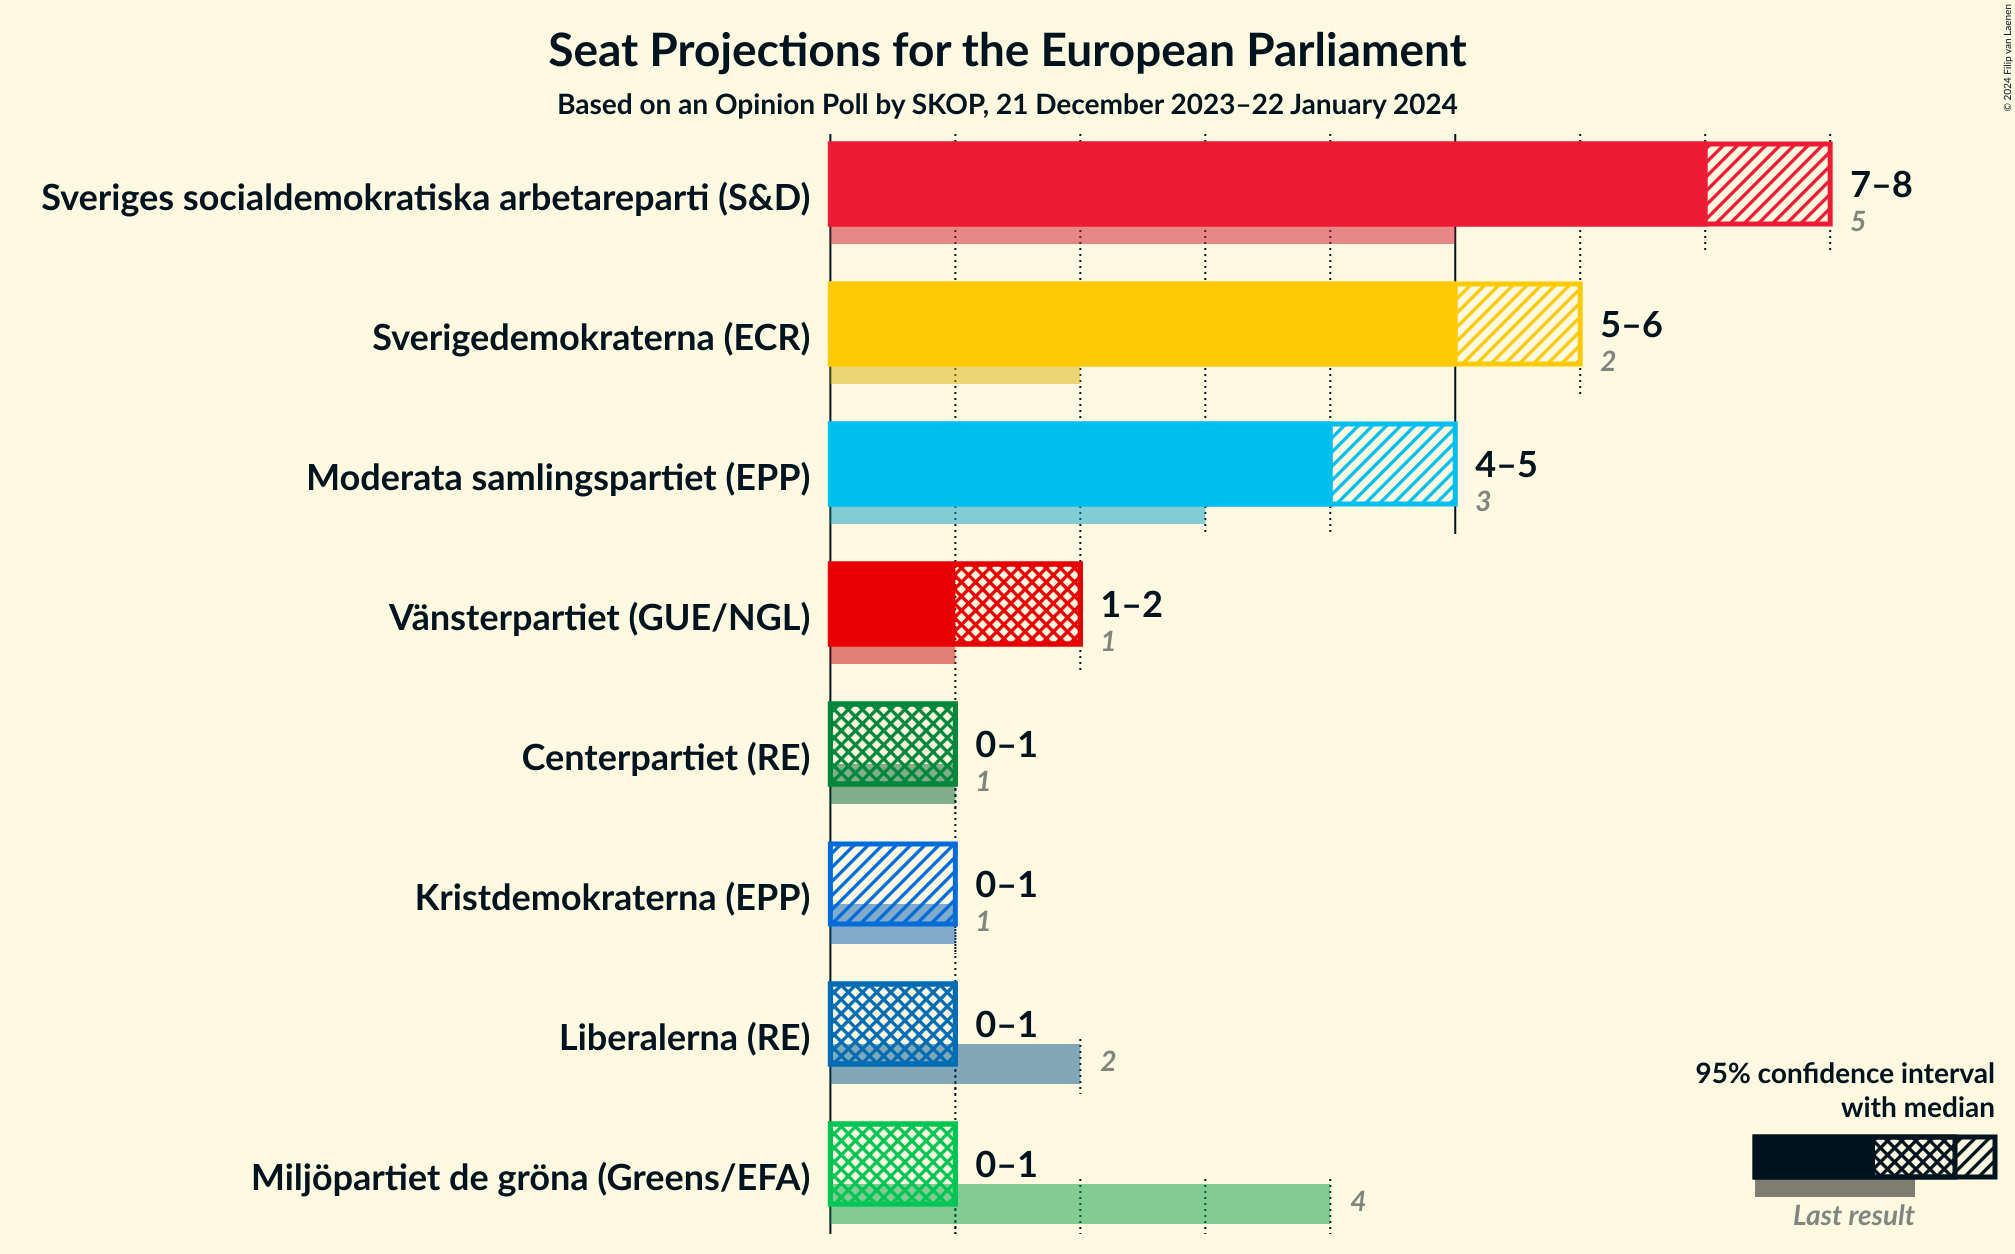 Seat Projections for the European Parliament
Based on an Opinion Poll by SKOP, 21 December 2023–22 January 2024
© 2024 Filip van Laenen
Sveriges socialdemokratiska arbetareparti (S&D)
7–8
5
Sverigedemokraterna (ECR)
5–6
2
Moderata samlingspartiet (EPP)
4–5
3
Vänsterpartiet (GUE/NGL)
1–2
1
Centerpartiet (RE)
0–1
1
Kristdemokraterna (EPP)
0–1
1
Liberalerna (RE)
0–1
2
Miljöpartiet de gröna (Greens/EFA)
0–1
4
95% confidence interval
with median
Last result